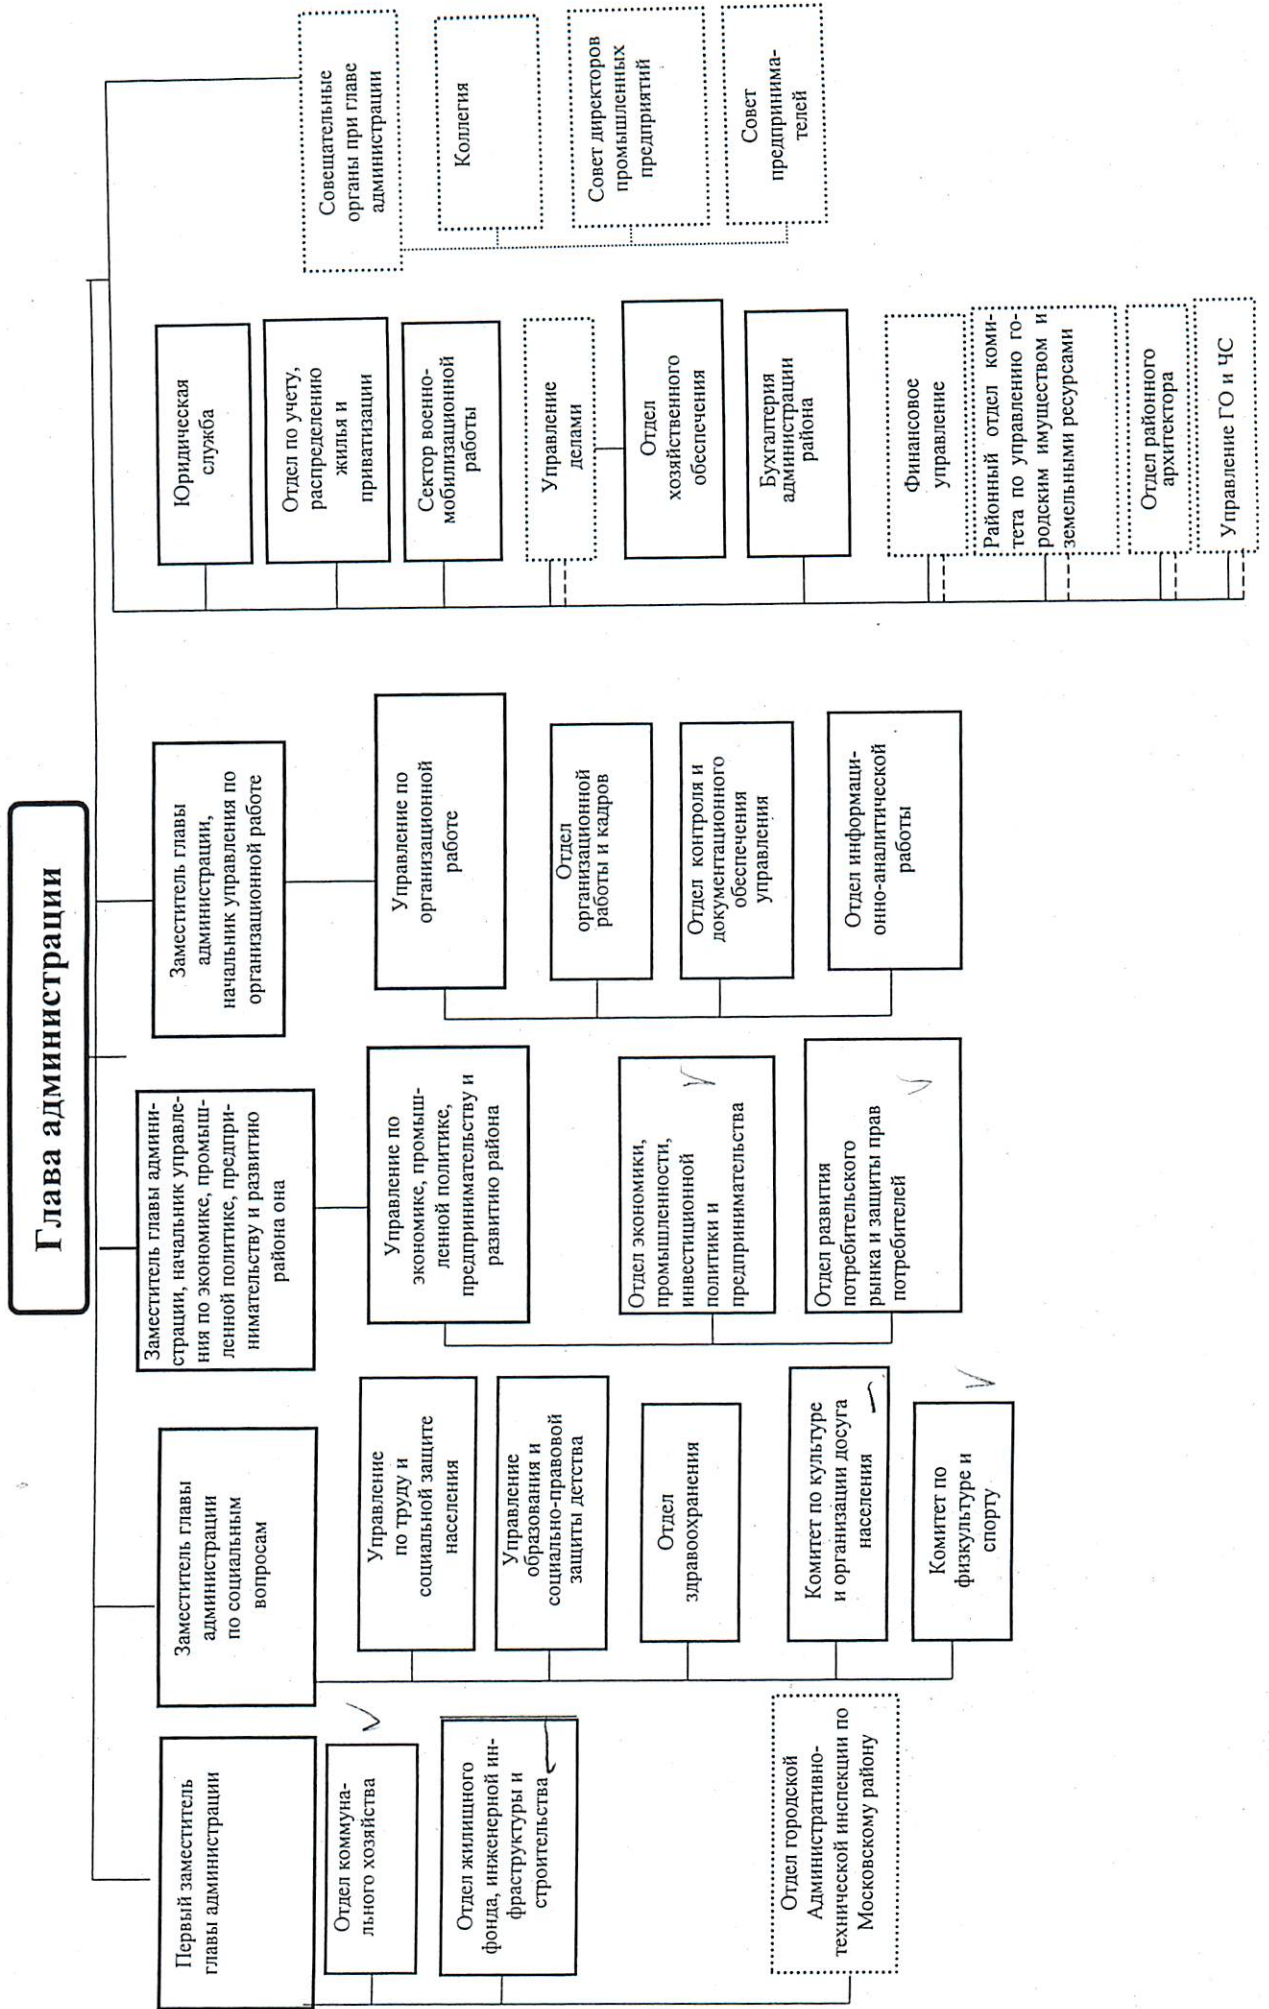 Глава администрации
Первый заместитель
главы администрации
Отдел коммуна-
льного хозяйства
Отдел жилищного
фонда, инженерной ин-
фраструктуры и
строительства
Отдел городской
Административно-
технической инспекции по
Московскому району
Заместитель главы
администрации
по социальным
вопросам
Управление
по труду и
социальной защите
населения
Управление
образования и
социально-правовой
защиты детства
Отдел
здравоохранения
Комитет по культуре
и организации досуга
населения
Комитет по
физкультуре и
спорту
Заместитель главы админи-
страции, начальник управле-
ния по экономике, промыш-
ленной политике, предпри-
нимательству и развитию
района она
Управление по
экономике, промыш-
ленной политике,
предпринимательству и
развитию района
Отдел экономики,
промышленности,
инвестиционной
политики и
предпринимательства
Отдел развития
потребительского
рынка и защиты прав
потребителей
Заместитель главы
администрации,
начальник управления по
организационной работе
Управление по
организационной
работе
Отдел
организационной
работы и кадров
Отдел контроля и
документационного
обеспечения
управления
Отдел информаци-
онно-аналитической
работы
Юридическая
служба
Отдел по учету,
распределению
жилья и
приватизации
Сектор военно-
мобилизационной
работы
Управление
делами
Отдел
хозяйственного
обеспечения
Бухгалтерия
администрации
района
Финансовое
управление
Районный отдел коми-
тета по управлению го-
родским имуществом и
земельными ресурсами
Отдел районного
архитектора
Управление ГО и ЧС
Совещательные
органы при главе
администрации
Коллегия
Совет директоров
промышленных
предприятий
Совет
предпринима-
телей